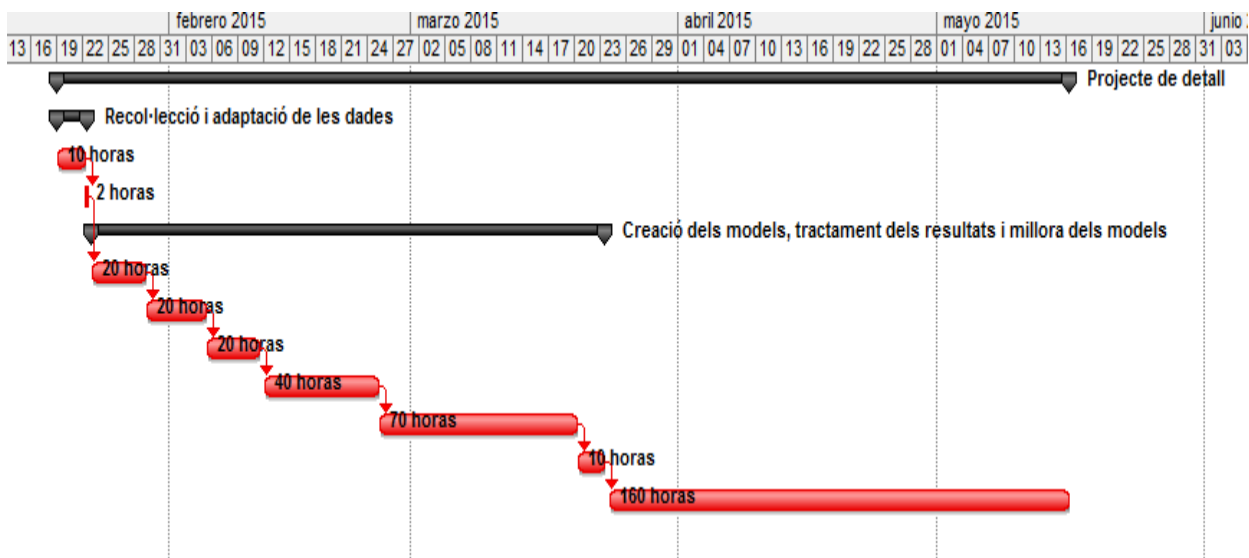 febrero 2015 marzo 2015 abril 2015 mayo 2015 junio
13 16 19 22 25 28 31 03 06 09 12 15 18 21 24 27 02 05 08 11 14 17 20 23 26 29 01 04 07 10 13 16 19 22 25 28 01 04 07 10 13 16 19 22 25 28 31 03
Projecte de detall
Recol·lecció i adaptació de les dades
10 horas
2 horas
Creació dels models, tractament dels resultats i millora dels models
20 horas
20 horas
20 horas
40 horas
70 horas
10 horas
160 horas